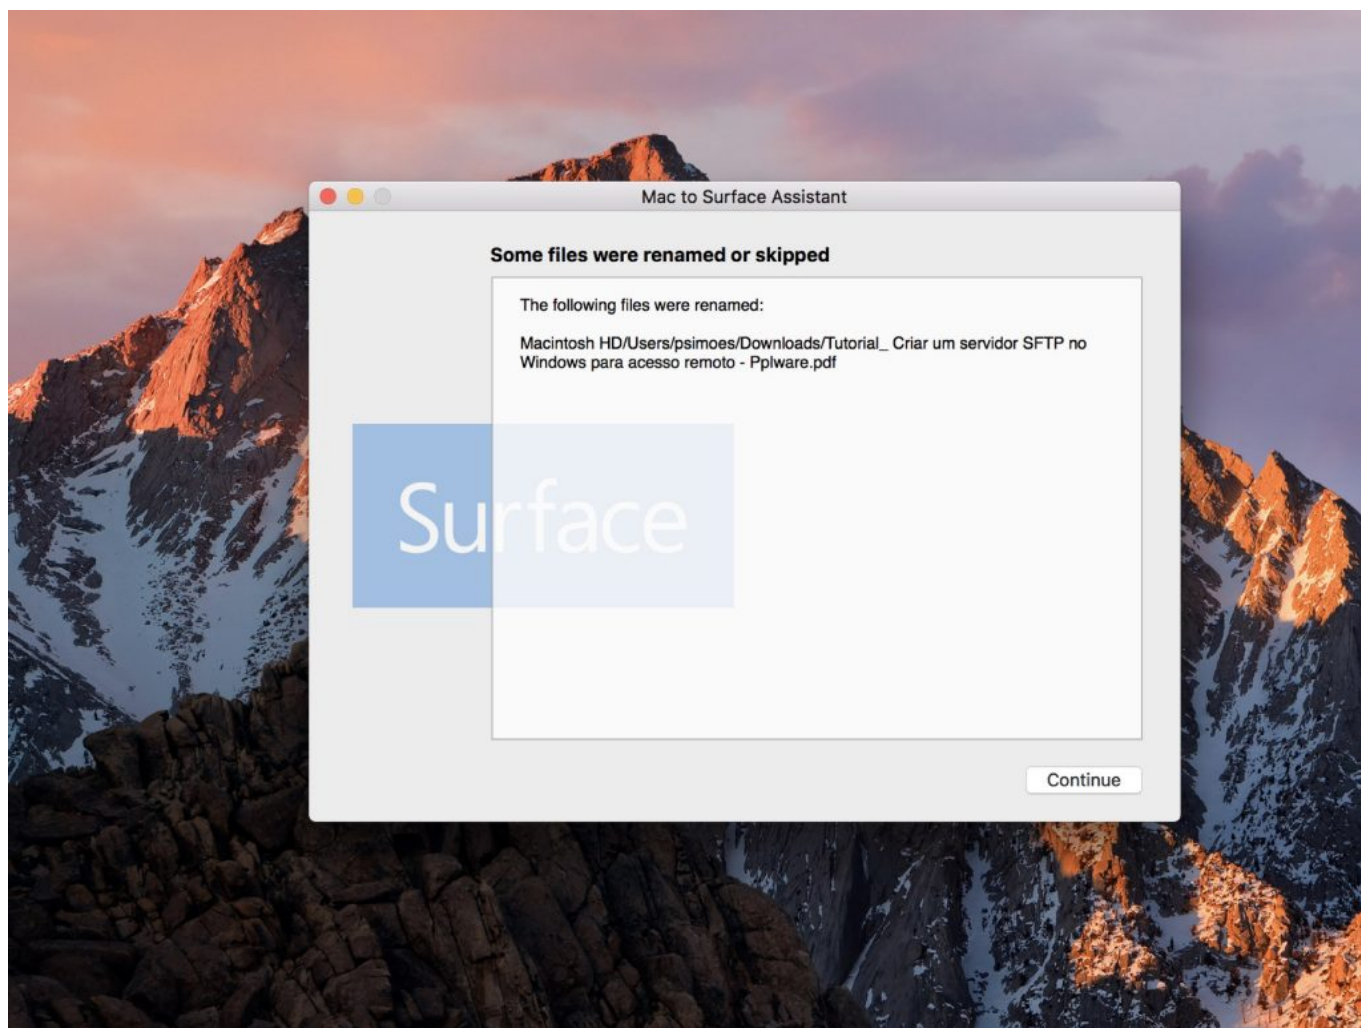 Mac to Surface Assistant
Some files were renamed or skipped
The following files were renamed:
Macintosh HD/Users/psimoes/Downloads/Tutorial_ Criar um servidor SFTP no
Windows para acesso remoto - Pplware.pdf
Surface
Continue